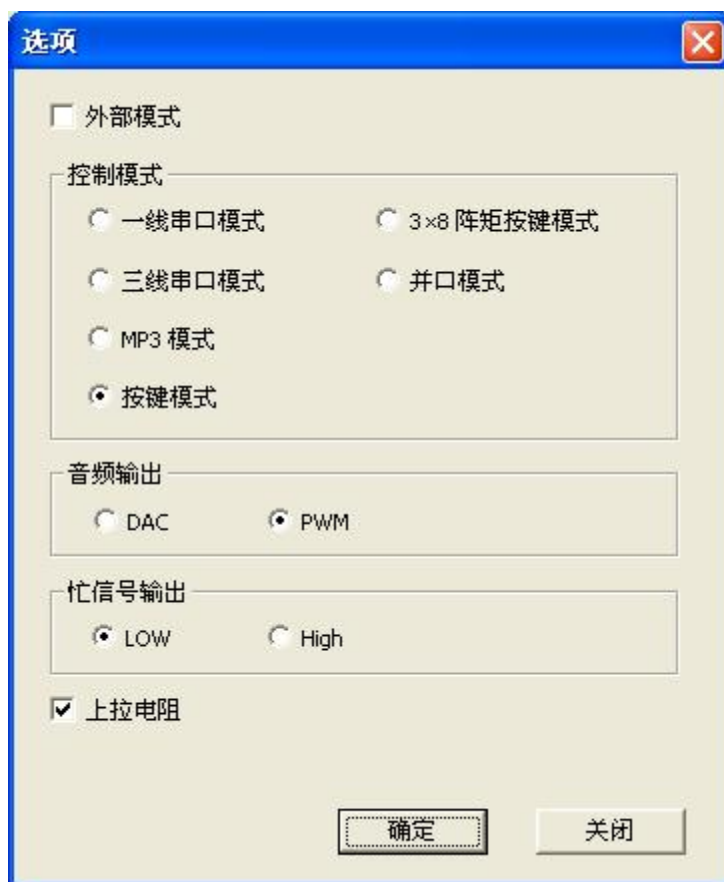 选项
外部模式
控制模式
一线串口模式
3×8 阵矩按键模式
三线串口模式
并口模式
MP3 模式
按键模式
音频输出
DAC
PWM
忙信号输出
LOW
High
上拉电阻
确定
关闭